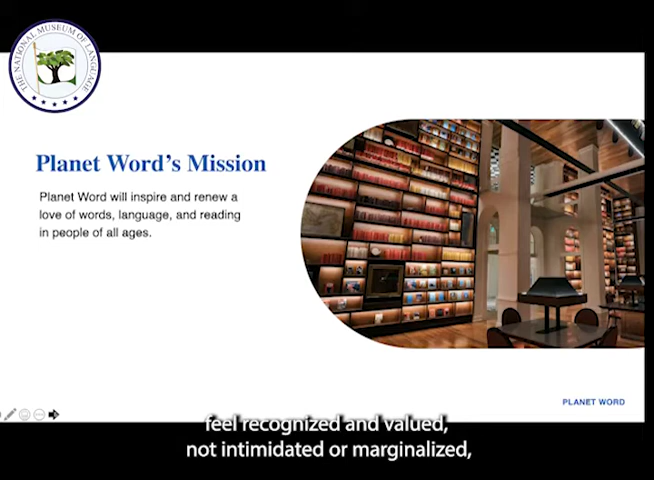 THE NATIONAL MUSEUM OF LANGUAGE
Planet Word's Mission
Planet Word will inspire and renew a
love of words, language, and reading
in people of all ages.
PLANET WORD
feel recognized and valued,
not intimidated or marginalized,